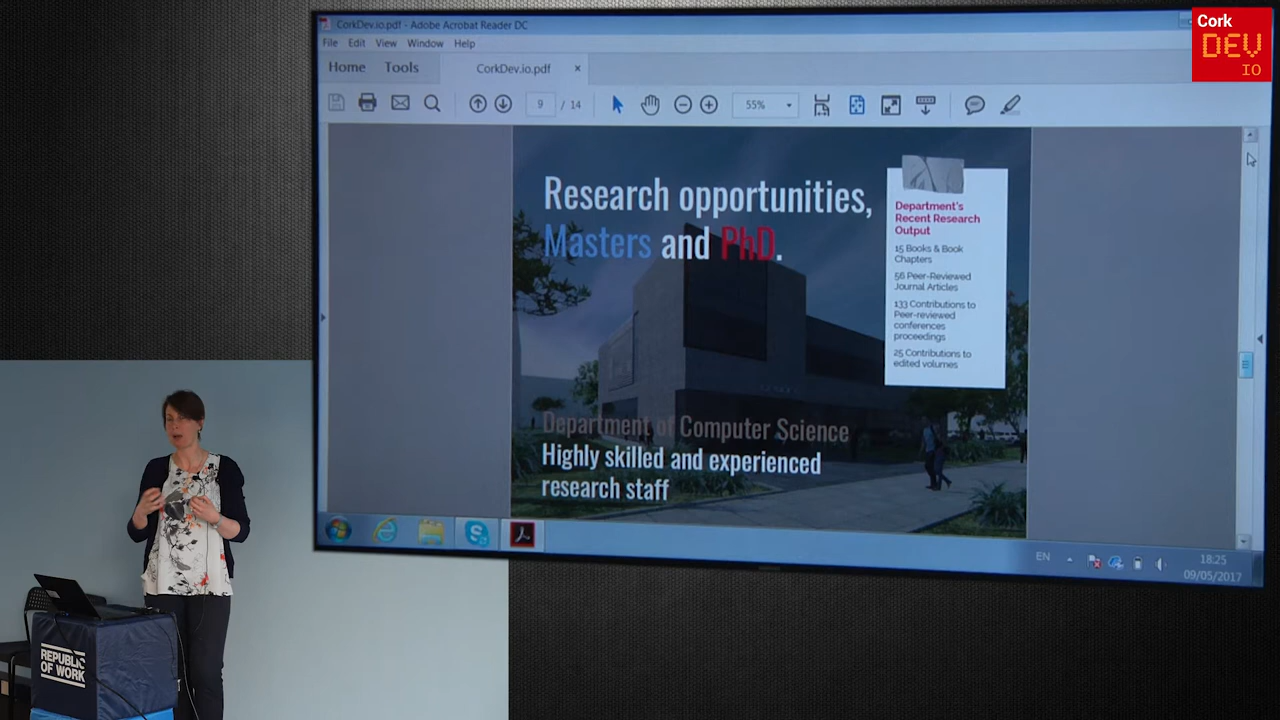 CorkDev.io.pdf - Adobe Acrobat Reader DC
File Edit View Window Help
Home Tools CorkDev.io.pdf ×
9 / 14 55%
Research opportunities,
Masters and PhD.
Department's
Recent Research
Output
15 Books & Book
Chapters
56 Peer-Reviewed
Journal Articles
133 Contributions to
Peer-reviewed
conferences
proceedings
25 Contributions to
edited volumes
Department of Computer Science
Highly skilled and experienced
research staff
EN 18:25
09/05/2017
Cork
DEV
IO
REPUBLIC
OF WORK